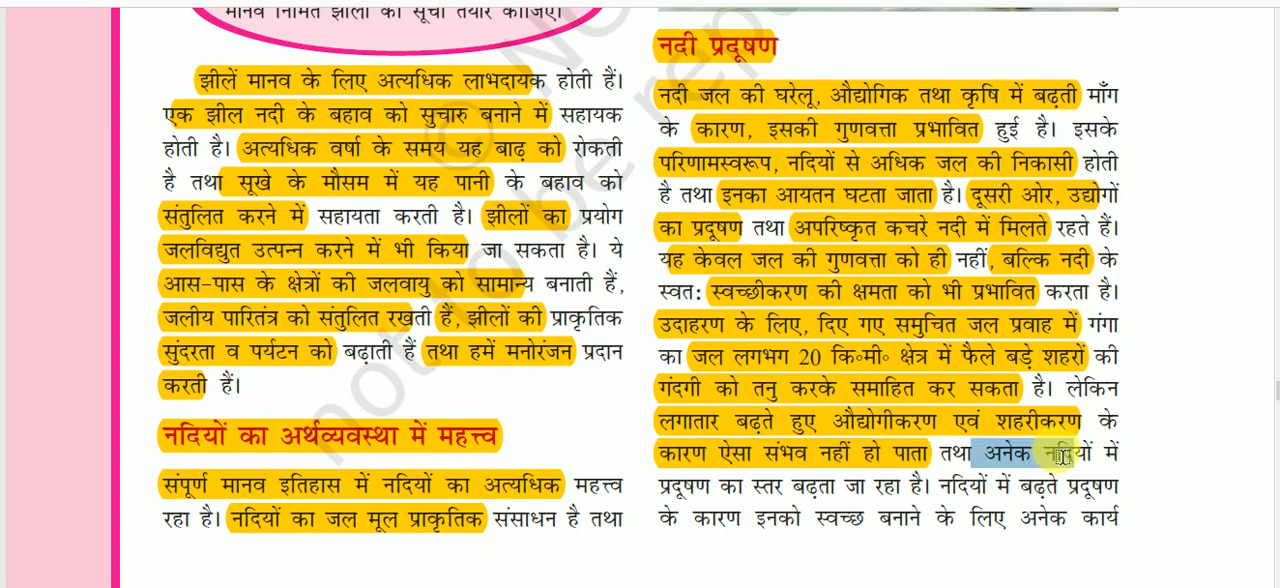 मानव निर्मित झीलों की सूची तैयार कीजिए।
झीलें मानव के लिए अत्यधिक लाभदायक होती हैं।
एक झील नदी के बहाव को सुचारु बनाने में सहायक
होती है। अत्यधिक वर्षा के समय यह बाढ़ को रोकती
है तथा सूखे के मौसम में यह पानी के बहाव को
संतुलित करने में सहायता करती है। झीलों का प्रयोग
जलविद्युत उत्पन्न करने में भी किया जा सकता है। ये
आस-पास के क्षेत्रों की जलवायु को सामान्य बनाती हैं,
जलीय पारितंत्र को संतुलित रखती हैं, झीलों की प्राकृतिक
सुंदरता व पर्यटन को बढ़ाती हैं तथा हमें मनोरंजन प्रदान
करती हैं।
नदियों का अर्थव्यवस्था में महत्त्व
संपूर्ण मानव इतिहास में नदियों का अत्यधिक महत्त्व
रहा है। नदियों का जल मूल प्राकृतिक संसाधन है तथा
नदी प्रदूषण
नदी जल की घरेलू, औद्योगिक तथा कृषि में बढ़ती माँग
के कारण, इसकी गुणवत्ता प्रभावित हुई है। इसके
परिणामस्वरूप, नदियों से अधिक जल की निकासी होती
है तथा इनका आयतन घटता जाता है। दूसरी ओर, उद्योगों
का प्रदूषण तथा अपरिष्कृत कचरे नदी में मिलते रहते हैं।
यह केवल जल की गुणवत्ता को ही नहीं, बल्कि नदी के
स्वत: स्वच्छीकरण की क्षमता को भी प्रभावित करता है।
उदाहरण के लिए, दिए गए समुचित जल प्रवाह में गंगा
का जल लगभग 20 कि॰मी॰ क्षेत्र में फैले बड़े शहरों की
गंदगी को तनु करके समाहित कर सकता है। लेकिन
लगातार बढ़ते हुए औद्योगीकरण एवं शहरीकरण के
कारण ऐसा संभव नहीं हो पाता तथा अनेक नदियों में
प्रदूषण का स्तर बढ़ता जा रहा है। नदियों में बढ़ते प्रदूषण
के कारण इनको स्वच्छ बनाने के लिए अनेक कार्य
not to be rep